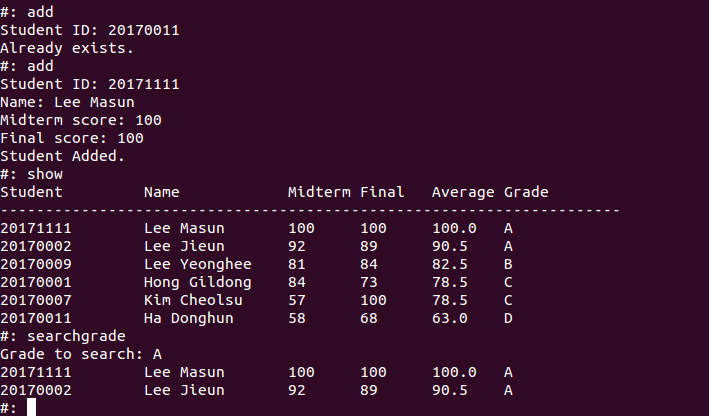 #: add
Student ID: 20170011
Already exists.
#: add
Student ID: 20171111
Name: Lee Masun
Midterm score: 100
Final score: 100
Student Added.
#: show
Student         Name            Midterm Final   Average Grade
---------------------------------------------------------------------
20171111        Lee Masun       100     100     100.0   A
20170002        Lee Jieun       92      89      90.5    A
20170009        Lee Yeonghee    81      84      82.5    B
20170001        Hong Gildong    84      73      78.5    C
20170007        Kim Cheolsu     57      100     78.5    C
20170011        Ha Donghun      58      68      63.0    D
#: searchgrade
Grade to search: A
20171111        Lee Masun       100     100     100.0   A
20170002        Lee Jieun       92      89      90.5    A
#: